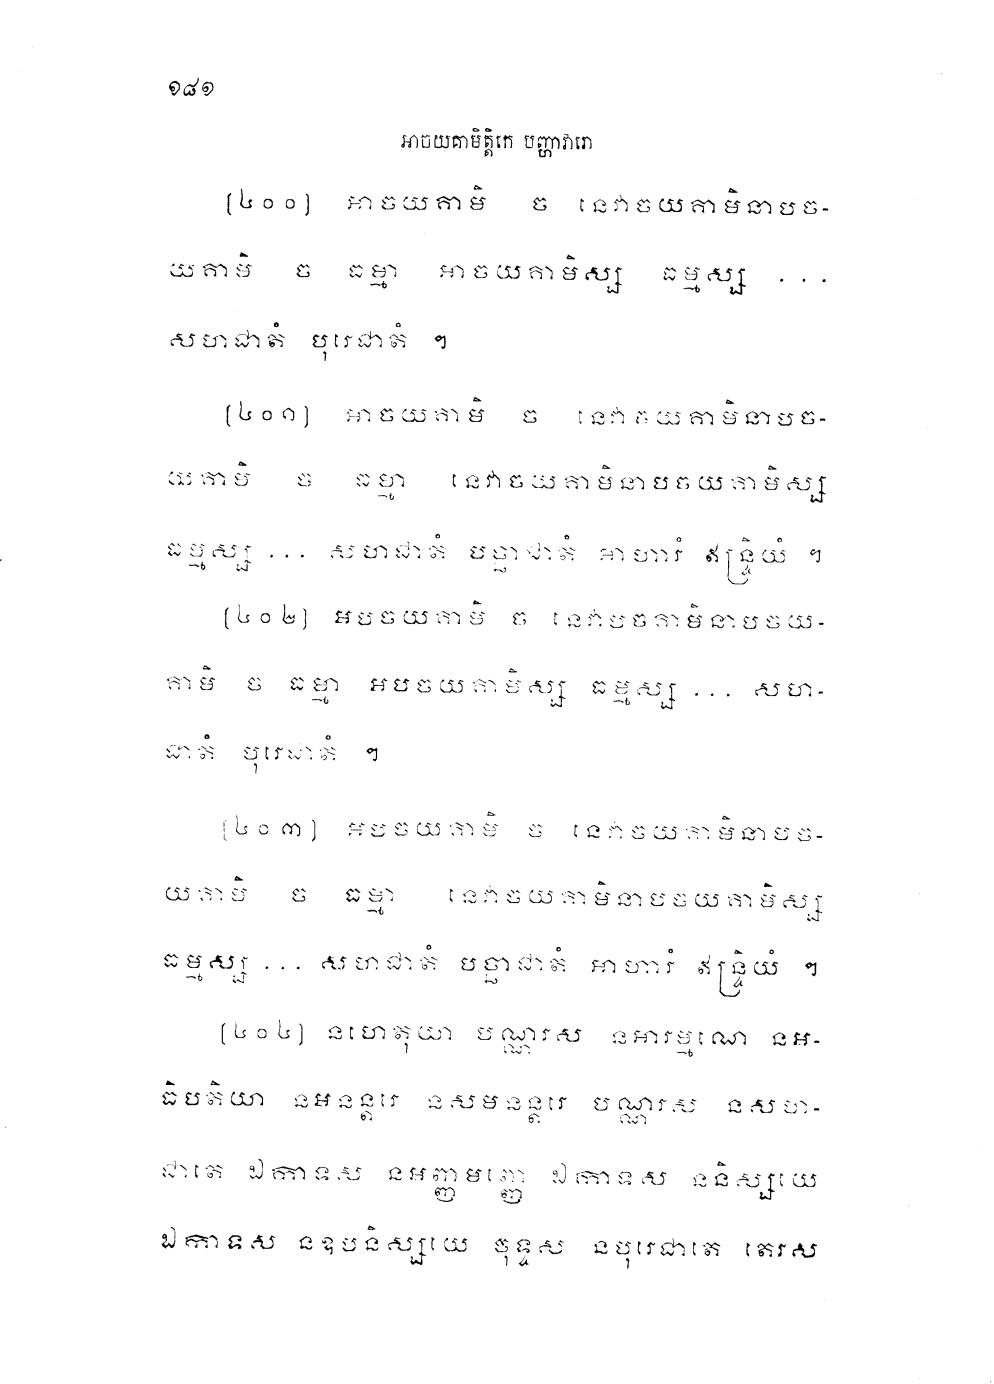 ១៨១
អាចយគាមិត្តិកេ បញ្ហាវារោ
[៤០០] អាចយគាមិ ច នេវាចយគាមិនាបច-
យគាមិ ច ធម្មា អាចយគាមិស្ស ធម្មស្ស ...
សហជាតំ បុរេជាតំ ។
[៤០១] អាចយគាមិ ច នេវាចយគាមិនាបច-
យគាមិ ច ធម្មា នេវាចយគាមិនាបចយគាមិស្ស
ធម្មស្ស ... សហជាតំ បច្ឆាជាតំ អាហារំ ឥន្ទ្រិយំ ។
[៤០២] អបចយគាមិ ច នេវាបចគាមិនាបចយ-
គាមិ ច ធម្មា អបចយគាមិស្ស ធម្មស្ស ... សហ-
ជាតំ បុរេជាតំ ។
[៤០៣] អបចយគាមិ ច នេវាចយគាមិនាបច-
យគាមិ ច ធម្មា នេវាចយគាមិនាបចយគាមិស្ស
ធម្មស្ស ... សហជាតំ បច្ឆាជាតំ អាហារំ ឥន្ទ្រិយំ ។
[៤០៤] នហេតុយា បណ្ណរស នអារម្មណេ នអ-
ធិបតិយា នអនន្តរេ នសមនន្តរេ បណ្ណរស នសហ-
ជាតេ ឯកាទស នអញ្ញមញ្ញេ ឯកាទស ននិស្សយេ
ឯកាទស នឧបនិស្សយេ ចុទ្ទស នបុរេជាតេ តេរស